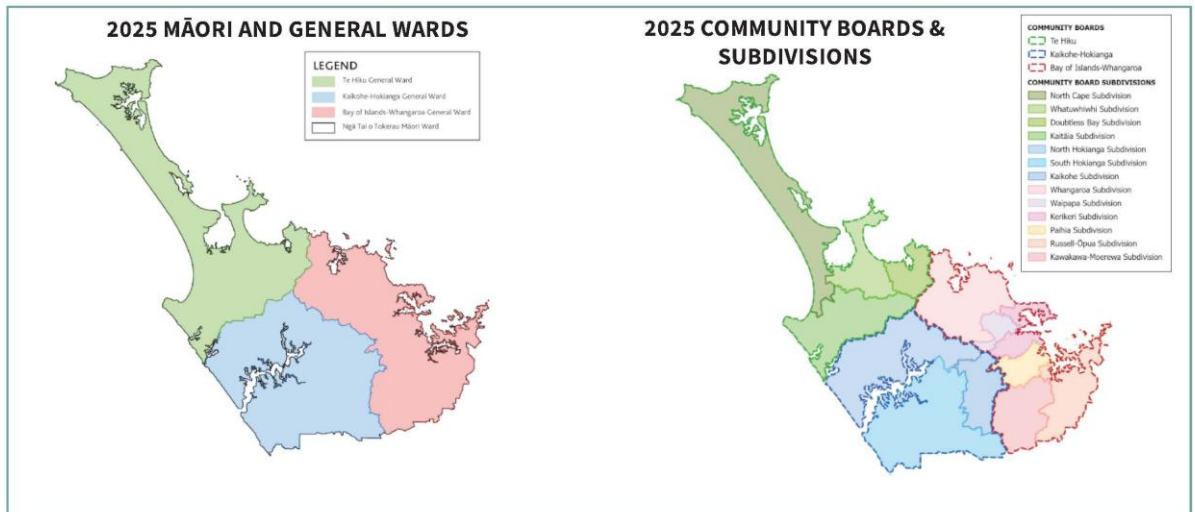 2025 MĀORI AND GENERAL WARDS
LEGEND
Te Hiku General Ward
Kaikohe-Hokianga General Ward
Bay of Islands-Whangaroa General Ward
Ngā Tai o Tokerau Māori Ward
2025 COMMUNITY BOARDS &
SUBDIVISIONS
COMMUNITY BOARDS
Te Hiku
Kaikohe-Hokianga
Bay of Islands-Whangaroa
COMMUNITY BOARD SUBDIVISIONS
North Cape Subdivision
Whatuwhiwhi Subdivision
Doubtless Bay Subdivision
Kaitāia Subdivision
North Hokianga Subdivision
South Hokianga Subdivision
Kaikohe Subdivision
Whangaroa Subdivision
Waipapa Subdivision
Kerikeri Subdivision
Paihia Subdivision
Russell-Ōpua Subdivision
Kawakawa-Moerewa Subdivision